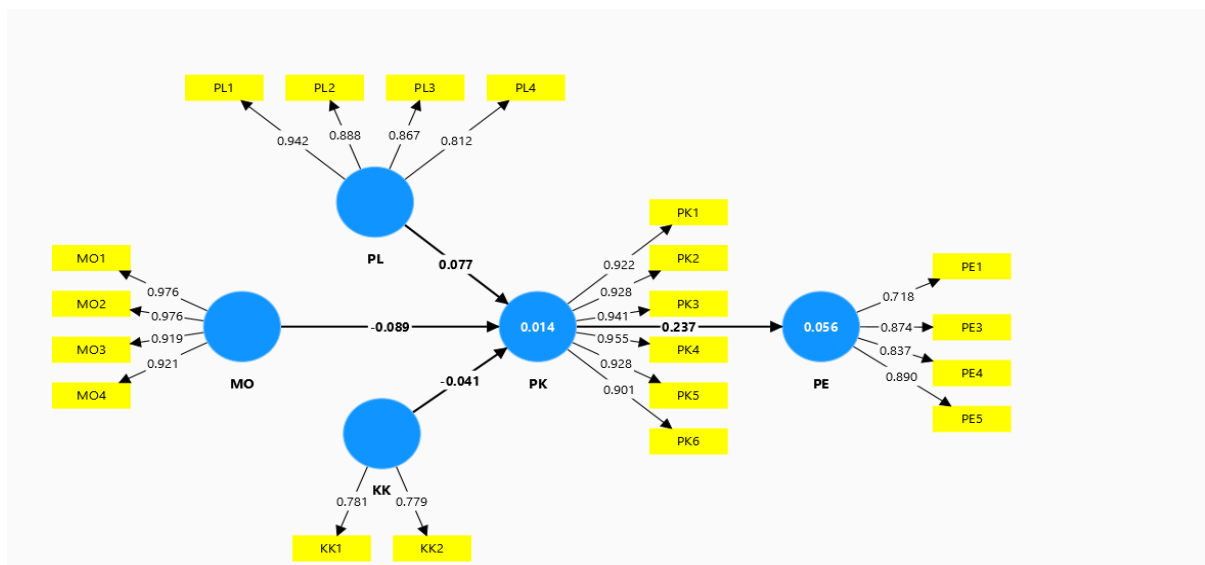 PL1 PL2 PL3 PL4
0.942 0.888 0.867 0.812
PL
0.077
MO1
MO2
MO3
MO4
0.976
0.976
0.919
0.921
MO
-0.089
KK
-0.041
0.781 0.779
KK1 KK2
0.014
PK
0.922
0.928
0.941
0.955
0.928
0.901
PK1
PK2
PK3
PK4
PK5
PK6
0.237
0.056
PE
0.718
0.874
0.837
0.890
PE1
PE3
PE4
PE5